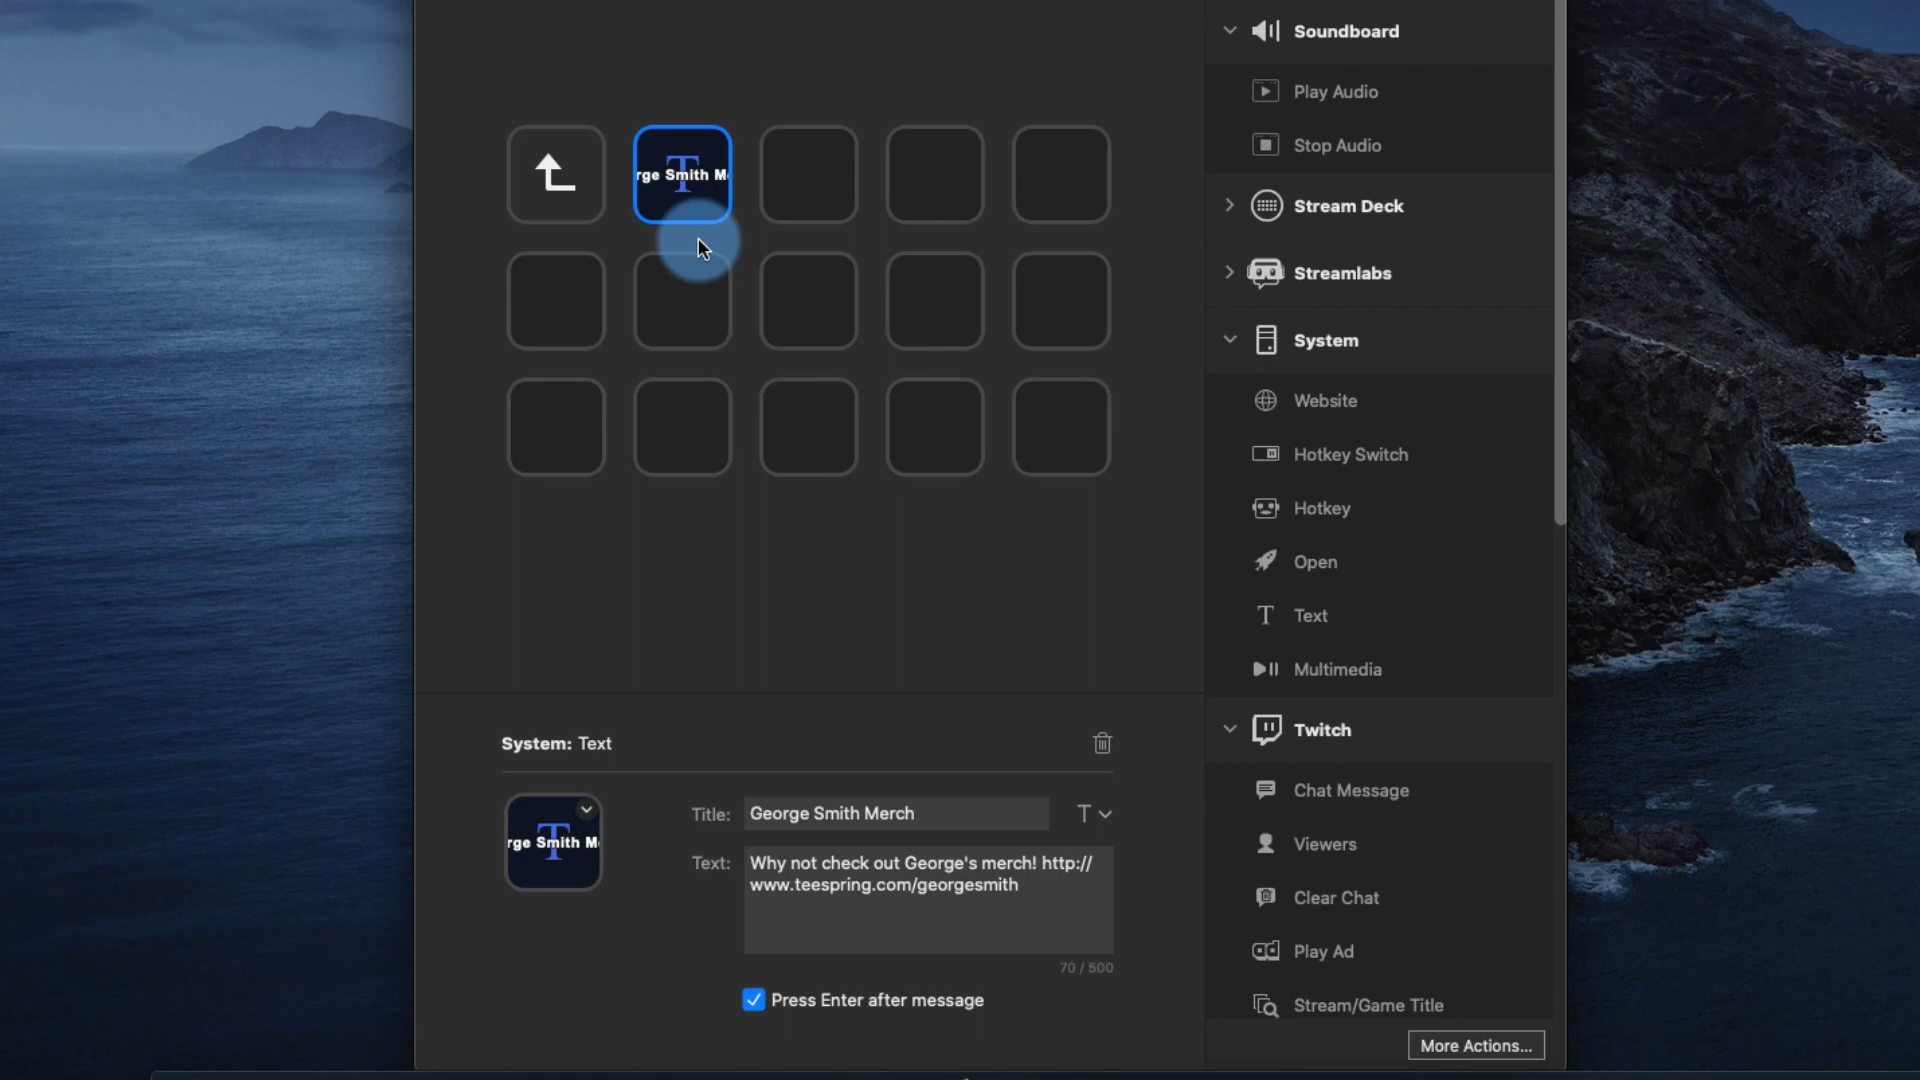 Soundboard
Play Audio
Stop Audio
rge Smith M
T
Stream Deck
Streamlabs
System
Website
Hotkey Switch
Hotkey
Open
T Text
Multimedia
Twitch
Chat Message
Viewers
Clear Chat
Play Ad
Stream/Game Title
More Actions...
System: Text
rge Smith M
T
Title: George Smith Merch T
Text: Why not check out George's merch! http://
www.teespring.com/georgesmith
70 / 500
Press Enter after message